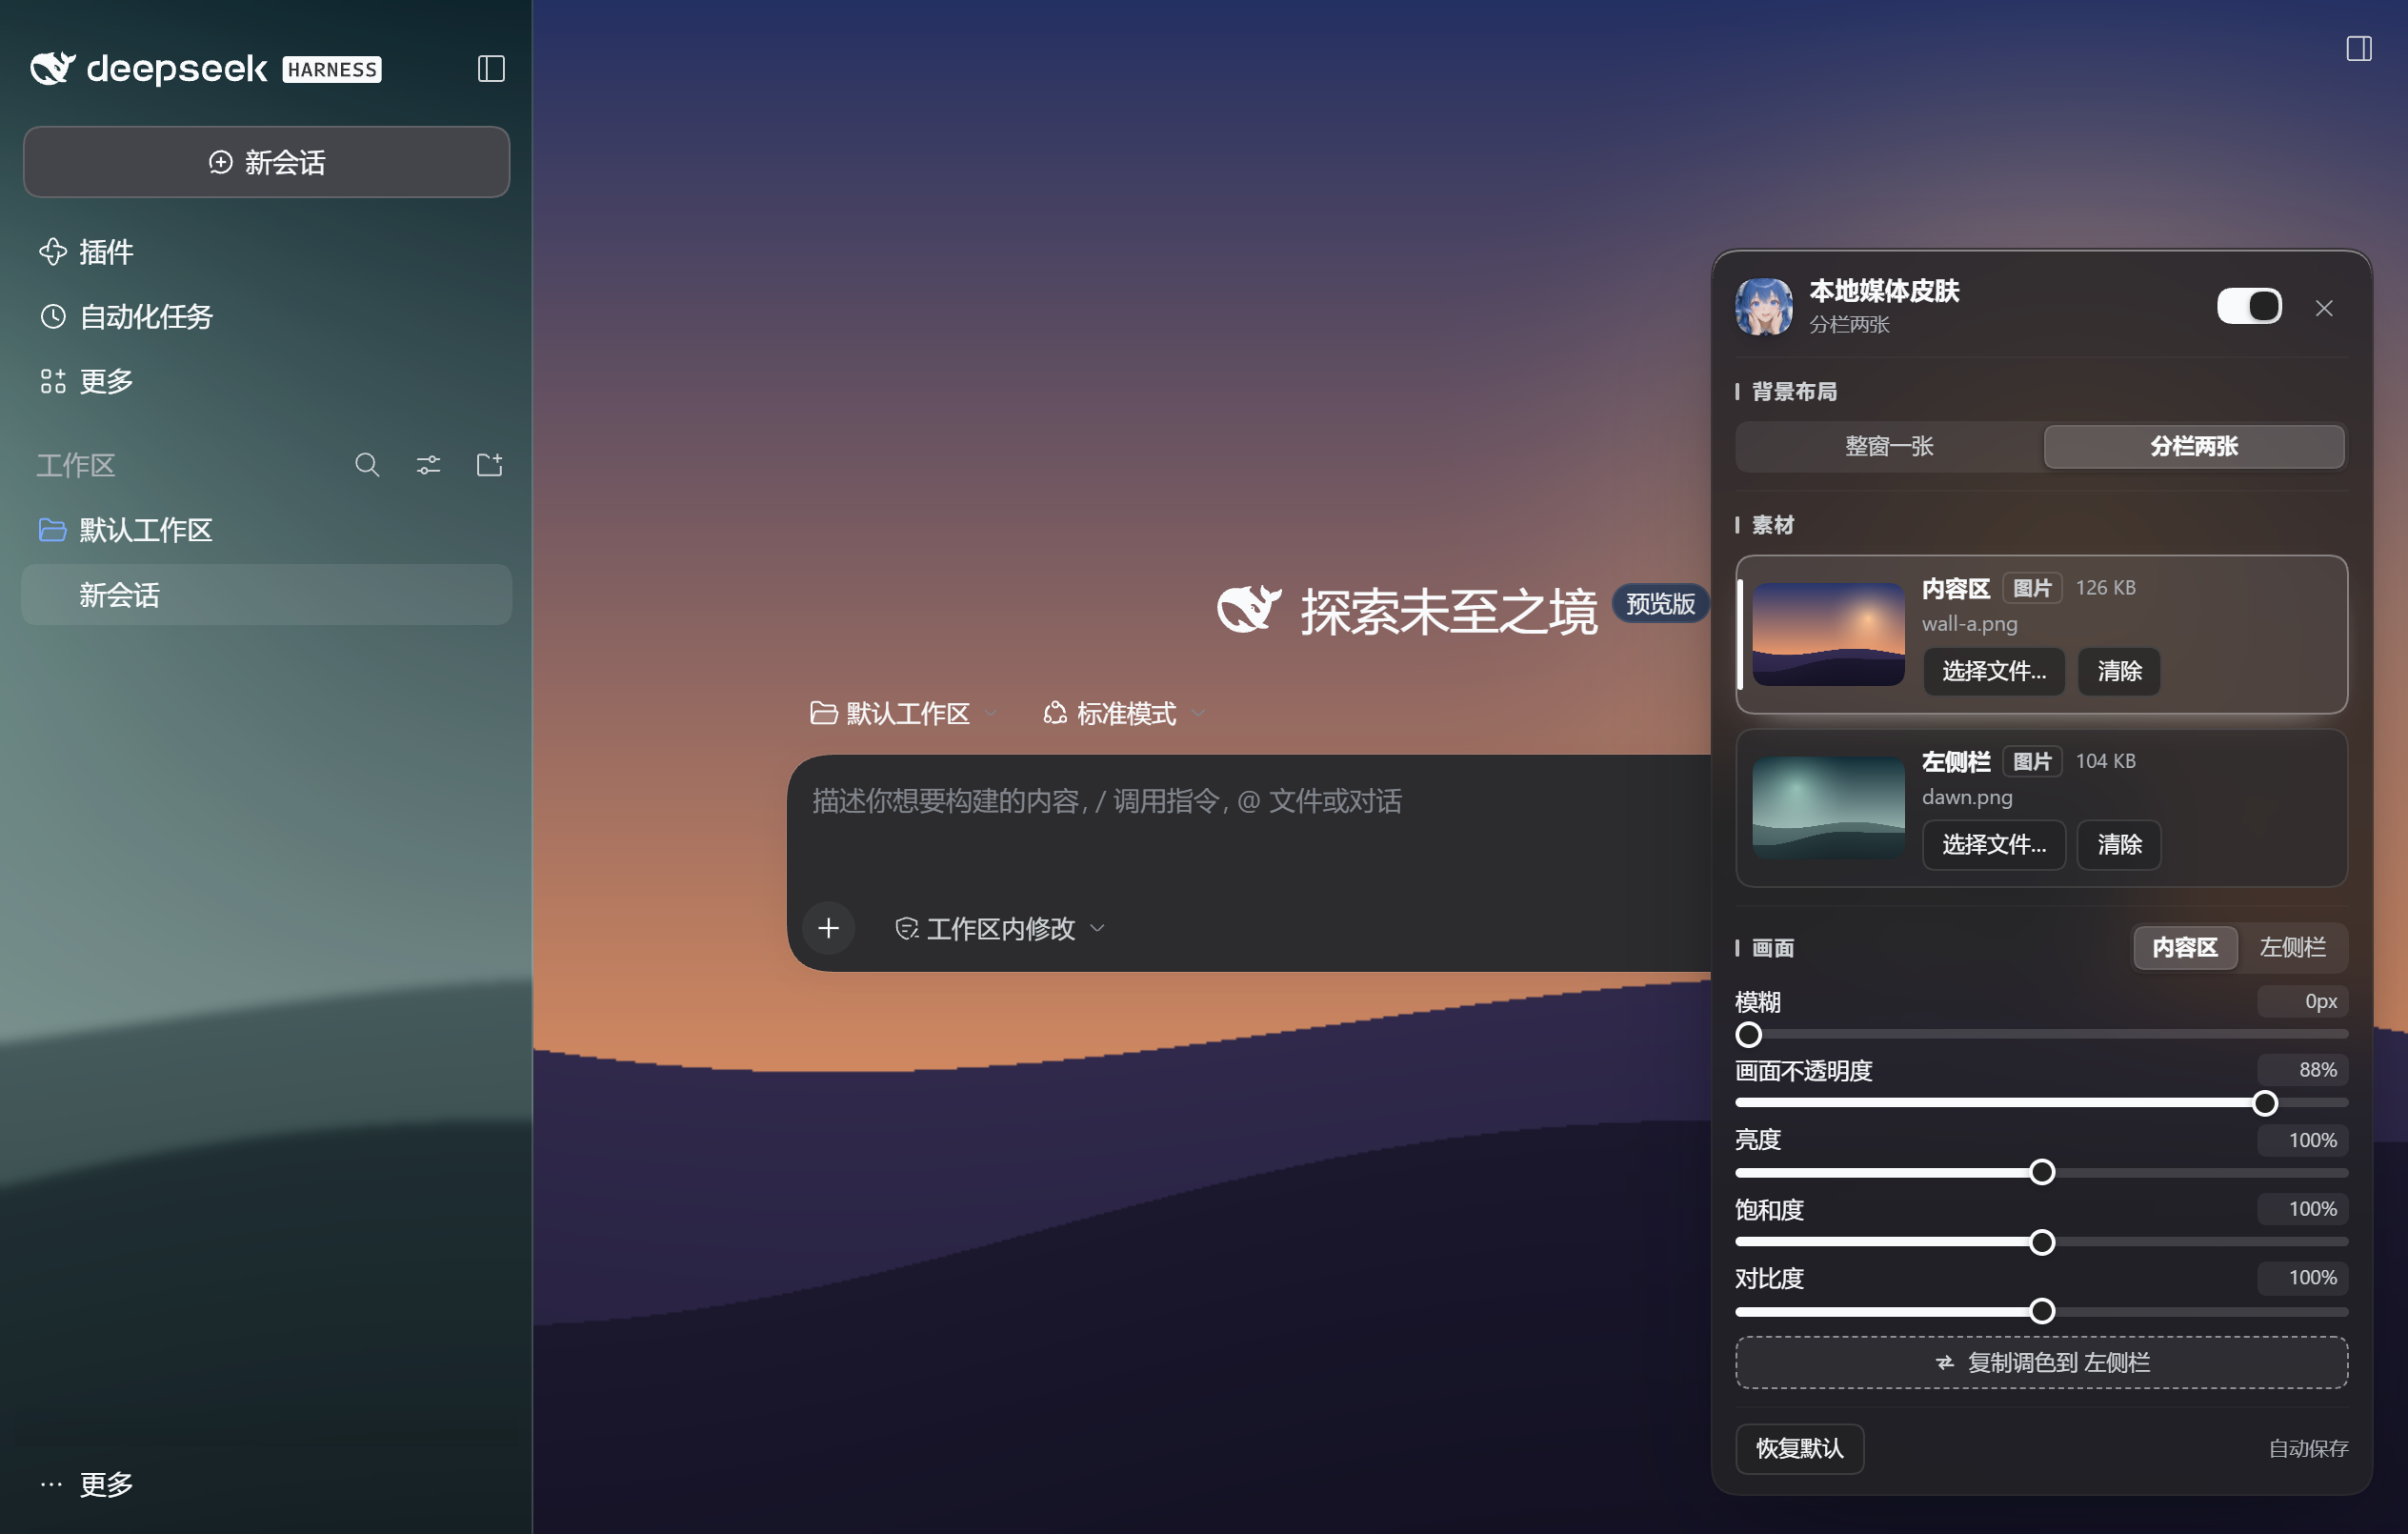 deepseek HARNESS
新会话
插件
自动化任务
更多
工作区
默认工作区
新会话
更多
探索未至之境 预览版
默认工作区 标准模式
描述你想要构建的内容, / 调用指令, @ 文件或对话
工作区内修改
本地媒体皮肤
分栏两张
背景布局
整窗一张 分栏两张
素材
内容区 图片 126 KB
wall-a.png
选择文件... 清除
左侧栏 图片 104 KB
dawn.png
选择文件... 清除
画面 内容区 左侧栏
模糊 0px
画面不透明度 88%
亮度 100%
饱和度 100%
对比度 100%
复制调色到 左侧栏
恢复默认 自动保存